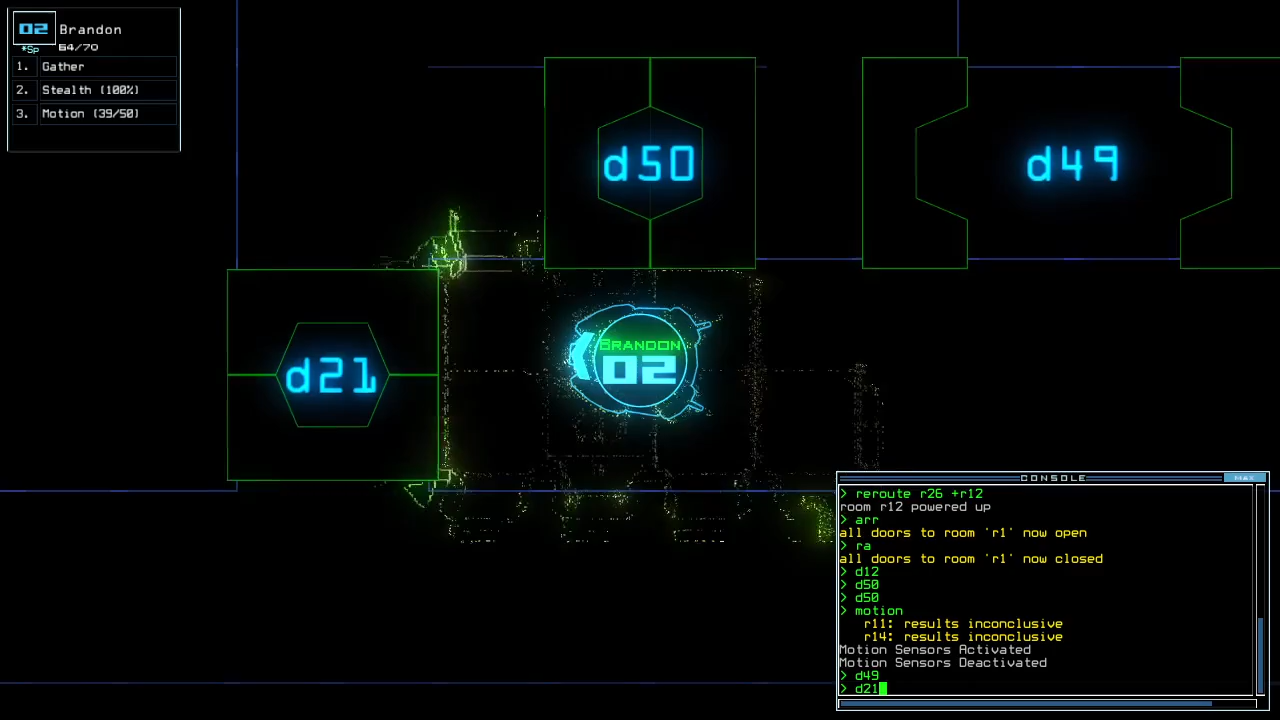 02 Brandon
*Sp 64/70
1. Gather
2. Stealth (100%)
3. Motion (39/50)
d50
d49
d21
BRANDON
02
CONSOLE
MAX
> reroute r26 +r12
room r12 powered up
> arr
all doors to room 'r1' now open
> ra
all doors to room 'r1' now closed
> d12
> d50
> d50
> motion
r11: results inconclusive
r14: results inconclusive
Motion Sensors Activated
Motion Sensors Deactivated
> d49
> d21